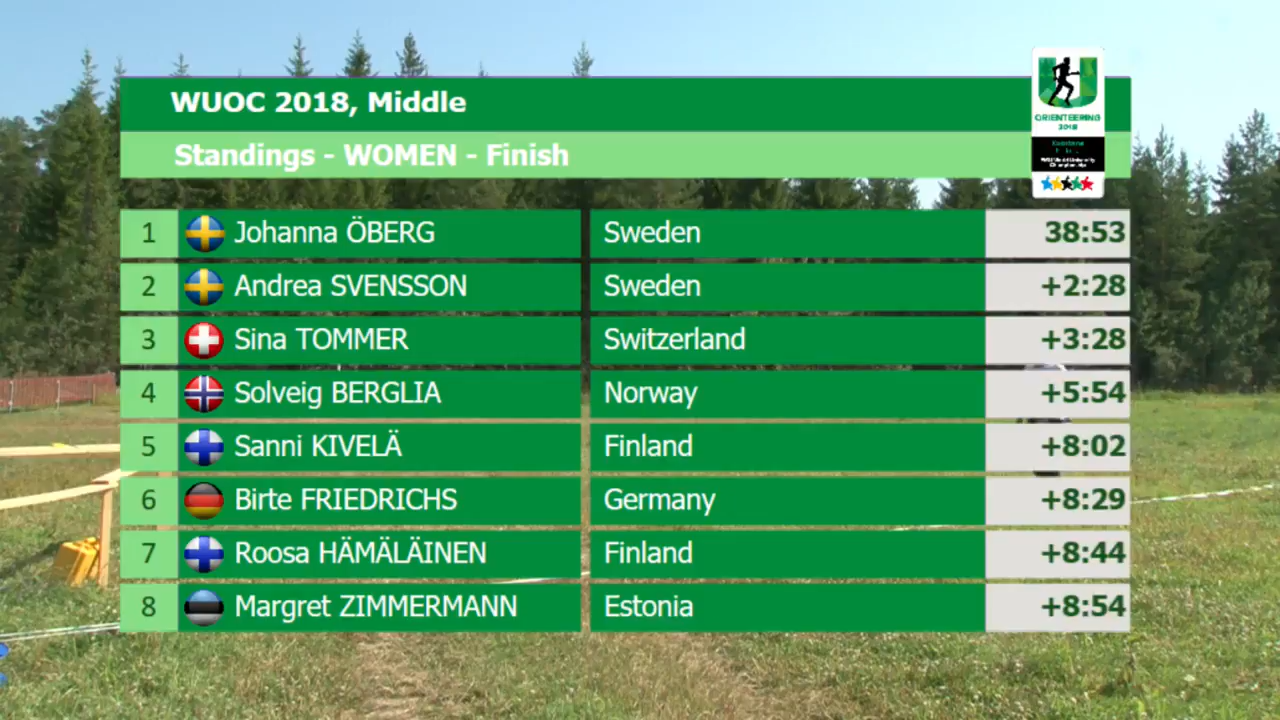 WUOC 2018, Middle
Standings - WOMEN - Finish
ORIENTEERING
2018
1 Johanna ÖBERG Sweden 38:53
2 Andrea SVENSSON Sweden +2:28
3 Sina TOMMER Switzerland +3:28
4 Solveig BERGLIA Norway +5:54
5 Sanni KIVELÄ Finland +8:02
6 Birte FRIEDRICHS Germany +8:29
7 Roosa HÄMÄLÄINEN Finland +8:44
8 Margret ZIMMERMANN Estonia +8:54